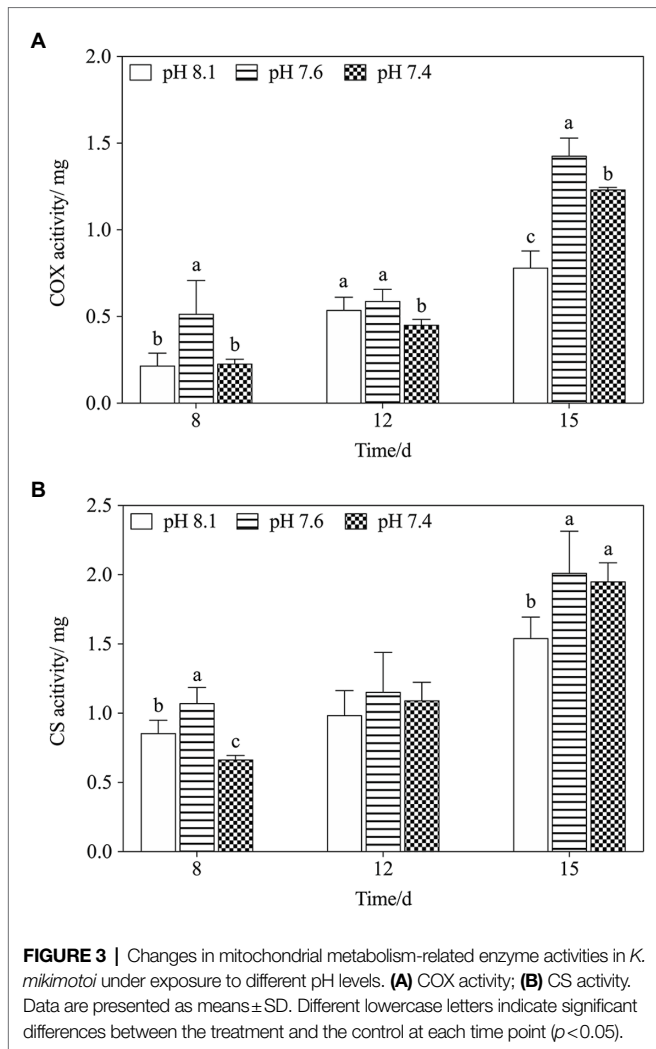 A
2.0
pH 8.1 pH 7.6 pH 7.4
1.5
1.0
0.5
0.0
COX acitivity/ mg
b a b
a a b
c a b
8 12 15
Time/d
B
2.5
pH 8.1 pH 7.6 pH 7.4
2.0
1.5
1.0
0.5
0.0
CS acitivity/ mg
b a c
b a a
8 12 15
Time/d
FIGURE 3 | Changes in mitochondrial metabolism-related enzyme activities in K.
mikimotoi under exposure to different pH levels. (A) COX activity; (B) CS activity.
Data are presented as means±SD. Different lowercase letters indicate significant
differences between the treatment and the control at each time point (p<0.05).